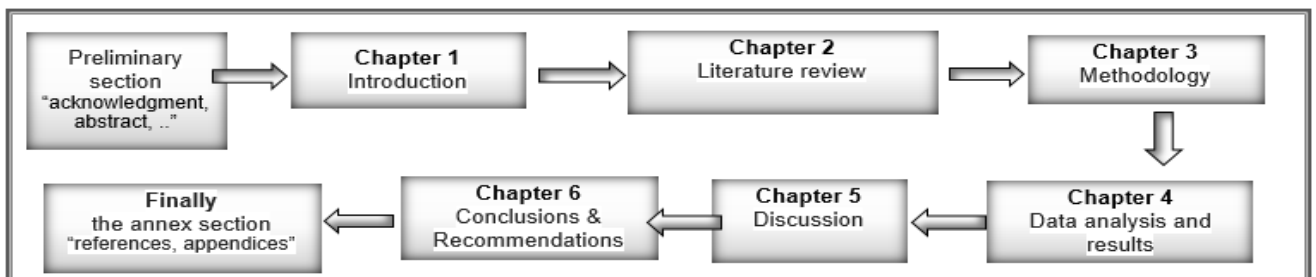 Preliminary
section
“acknowledgment,
abstract, ..”
Chapter 1
Introduction
Chapter 2
Literature review
Chapter 3
Methodology
Chapter 4
Data analysis and
results
Chapter 5
Discussion
Chapter 6
Conclusions &
Recommendations
Finally
the annex section
“references, appendices”